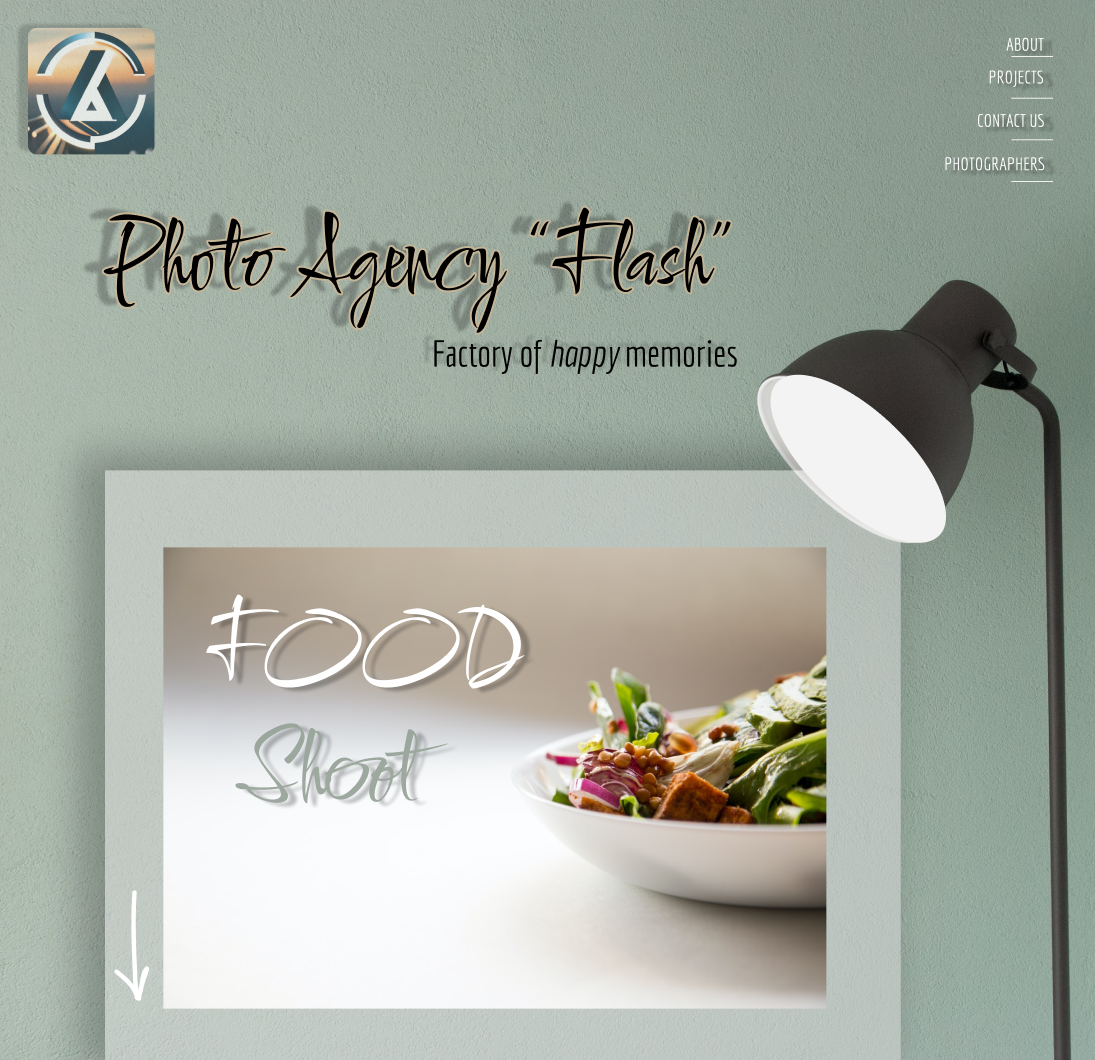 ABOUT
PROJECTS
CONTACT US
PHOTOGRAPHERS
Photo Agency “Flash”
Factory of happy memories
FOOD
Shoot